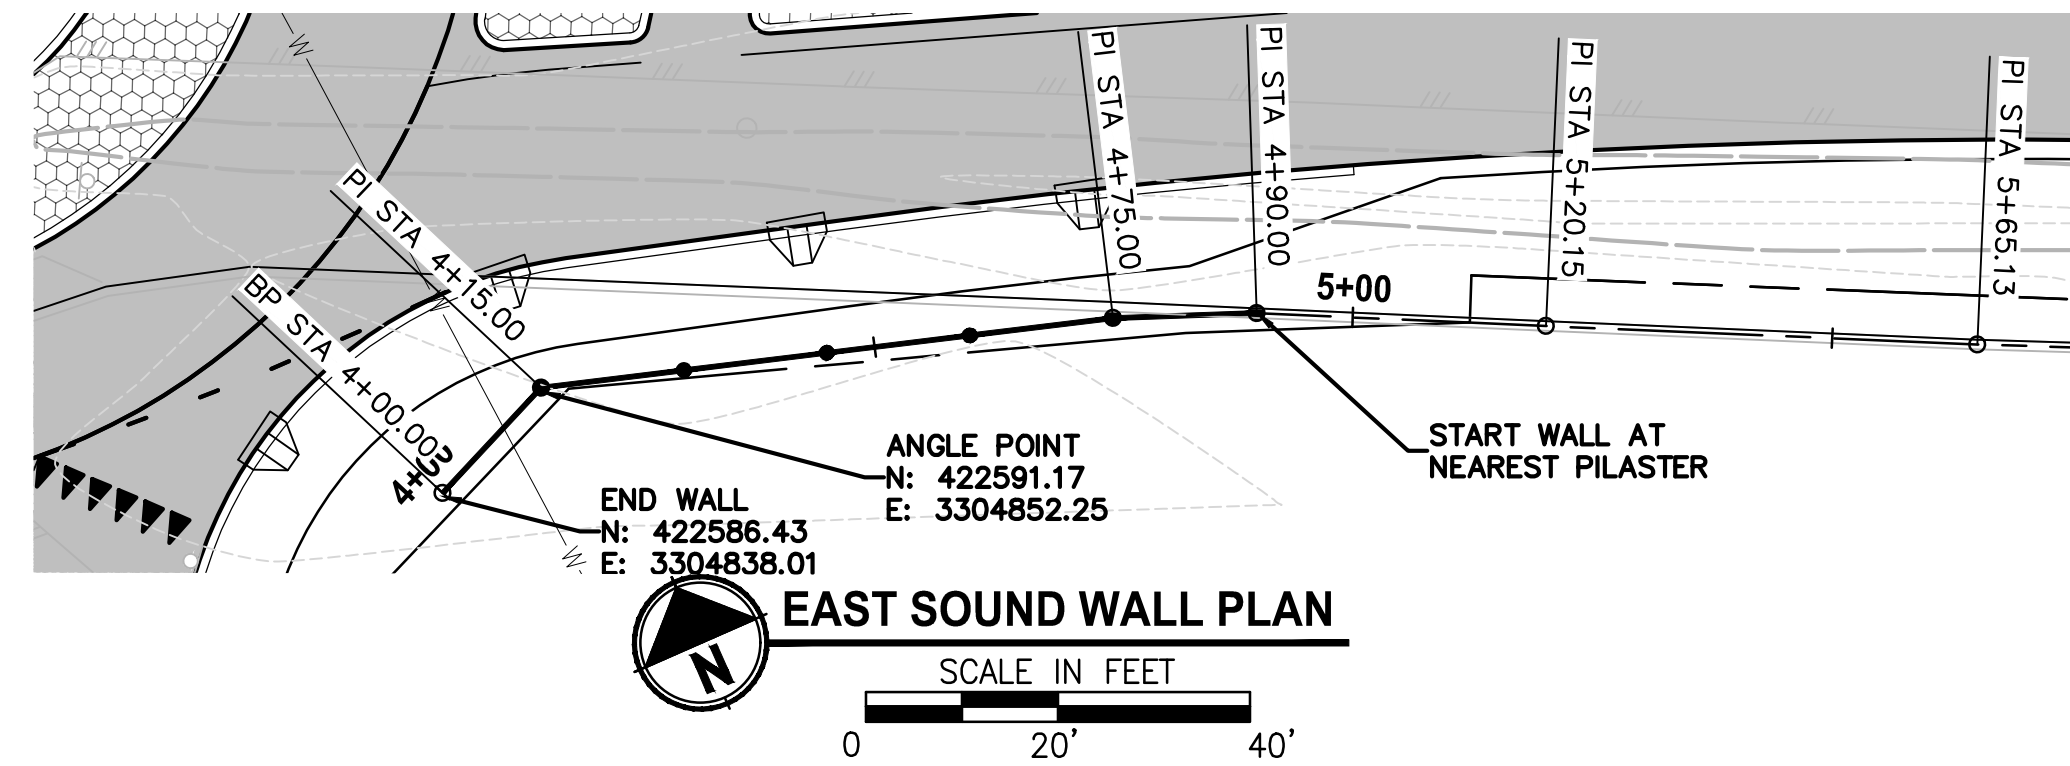 PI STA 4+75.00
PI STA 4+90.00
PI STA 5+20.15
PI STA 5+65.13
W
PI STA 4+15.00
BP STA 4+00.00
W
5+00
4+00
START WALL AT
NEAREST PILASTER
ANGLE POINT
N: 422591.17
E: 3304852.25
END WALL
N: 422586.43
E: 3304838.01
W
N
EAST SOUND WALL PLAN
SCALE IN FEET
0 20' 40'